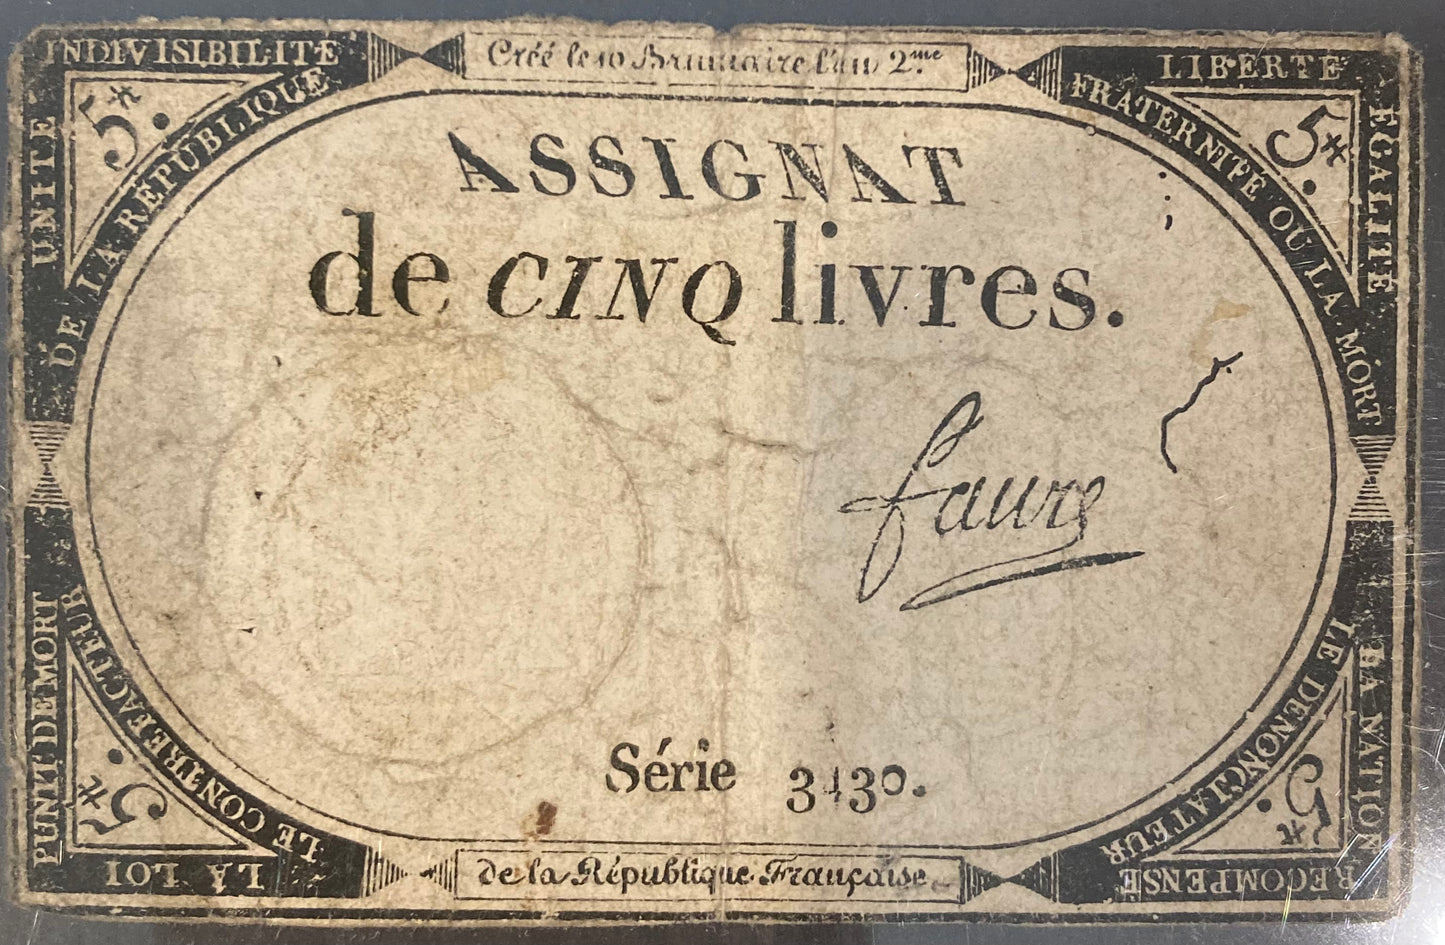 INDIVISIBILITÉ
UNITÉ
DE LA RÉPUBLIQUE
5₶.
Créé le 10 Brumaire l'an 2.me
LIBERTÉ
ÉGALITÉ
FRATERNITÉ OU LA MORT
5₶.
ASSIGNAT
de CINQ livres.
Faure
Série 3430.
PUNIT DE MORT
LA LOI
LE CONTREFACTEUR
5₶.
de la République Française.
LA NATION
RECOMPENSE
LE DENONCIATEUR
5₶.